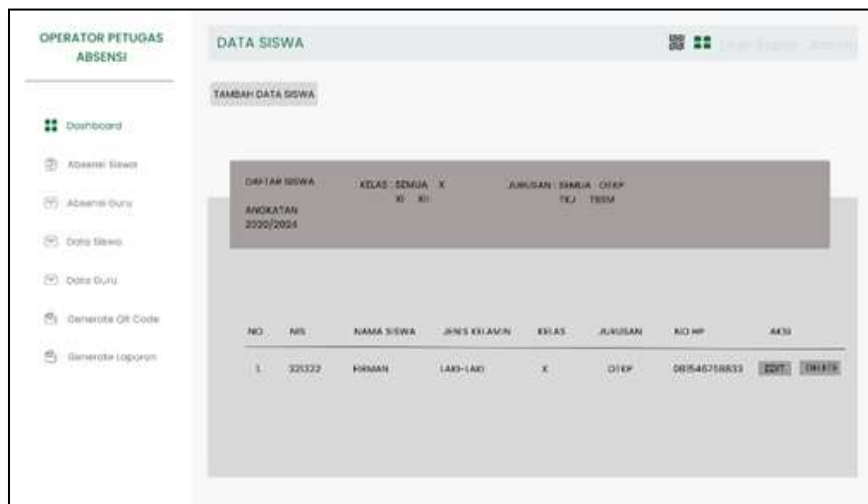 OPERATOR PETUGAS
ABSENSI
DATA SISWA
TAMBAH DATA SISWA
Dashboard
Absensi Siswa
Absensi Guru
Data Siswa
Data Guru
Generate QR Code
Generate Laporan
DAFTAR SISWA KELAS : SEMUA X JURUSAN : SEMUA OTKP
XI XII TKJ TBSM
ANGKATAN
2020/2024
NO NIS NAMA SISWA JENIS KELAMIN KELAS JURUSAN NO HP AKSI
1. 321322 FIRMAN LAKI-LAKI X OTKP 081546758833 EDIT DELETE